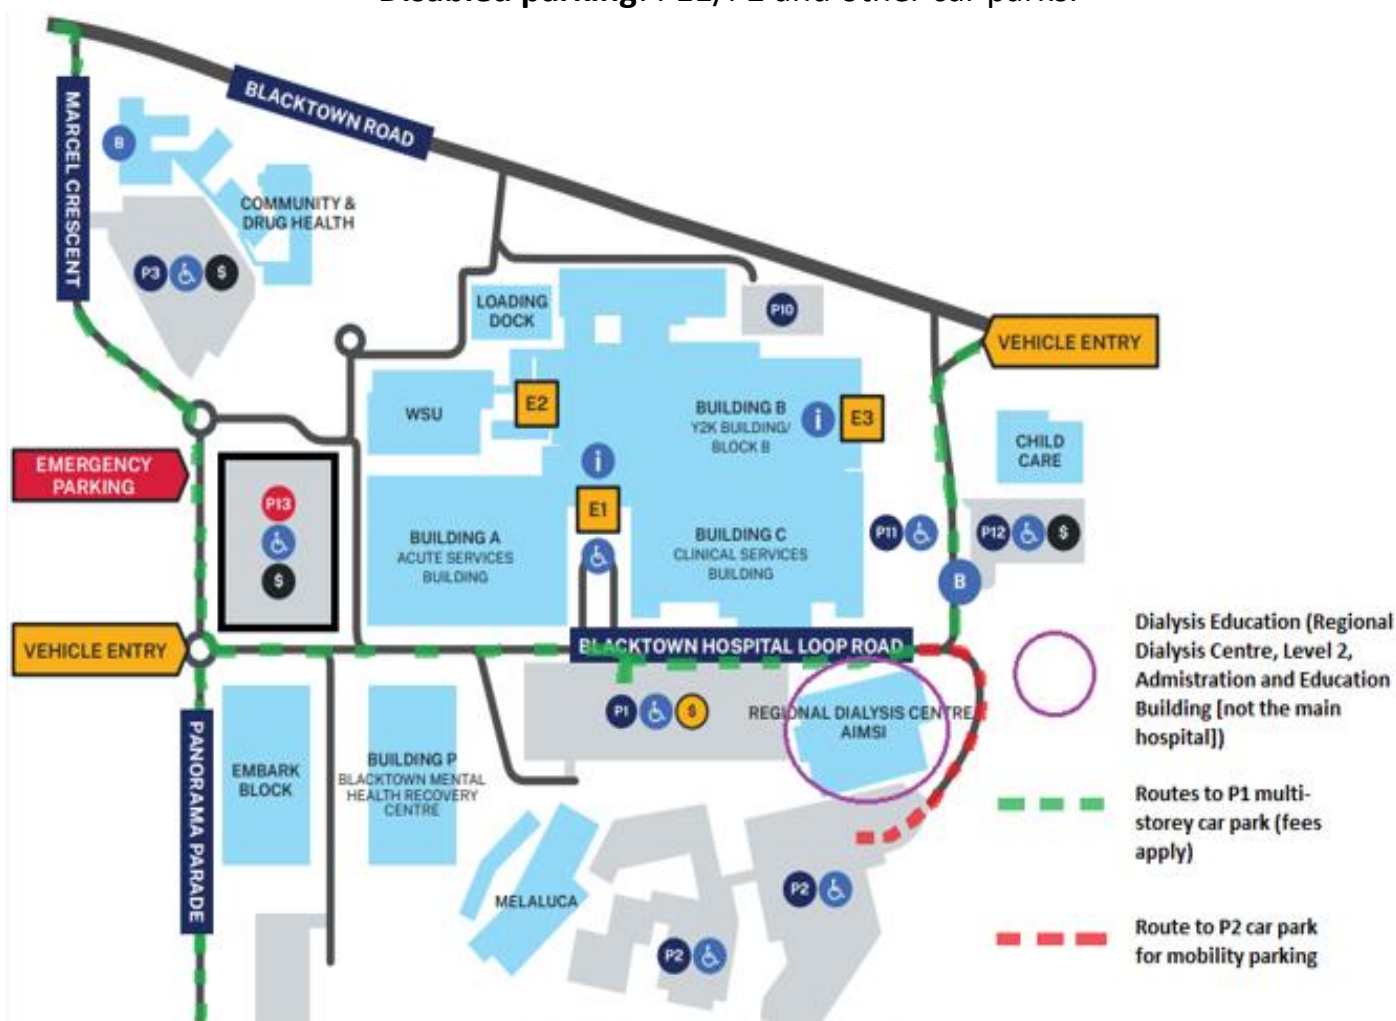 BLACKTOWN ROAD
MARCEL CRESCENT
B
COMMUNITY &
DRUG HEALTH
P3
$
LOADING
DOCK
P10
VEHICLE ENTRY
WSU
E2
BUILDING B
Y2K BUILDING/
BLOCK B
i
E3
CHILD
CARE
EMERGENCY
PARKING
P13
$
i
E1
BUILDING A
ACUTE SERVICES
BUILDING
BUILDING C
CLINICAL SERVICES
BUILDING
P11
P12
$
B
VEHICLE ENTRY
BLACKTOWN HOSPITAL LOOP ROAD
P1
$
REGIONAL DIALYSIS CENTRE
AIMSI
PANORAMA PARADE
EMBARK
BLOCK
BUILDING P
BLACKTOWN MENTAL
HEALTH RECOVERY
CENTRE
MELALUCA
P2
P2
Dialysis Education (Regional
Dialysis Centre, Level 2,
Admistration and Education
Building [not the main
hospital])
Routes to P1 multi-
storey car park (fees
apply)
Route to P2 car park
for mobility parking